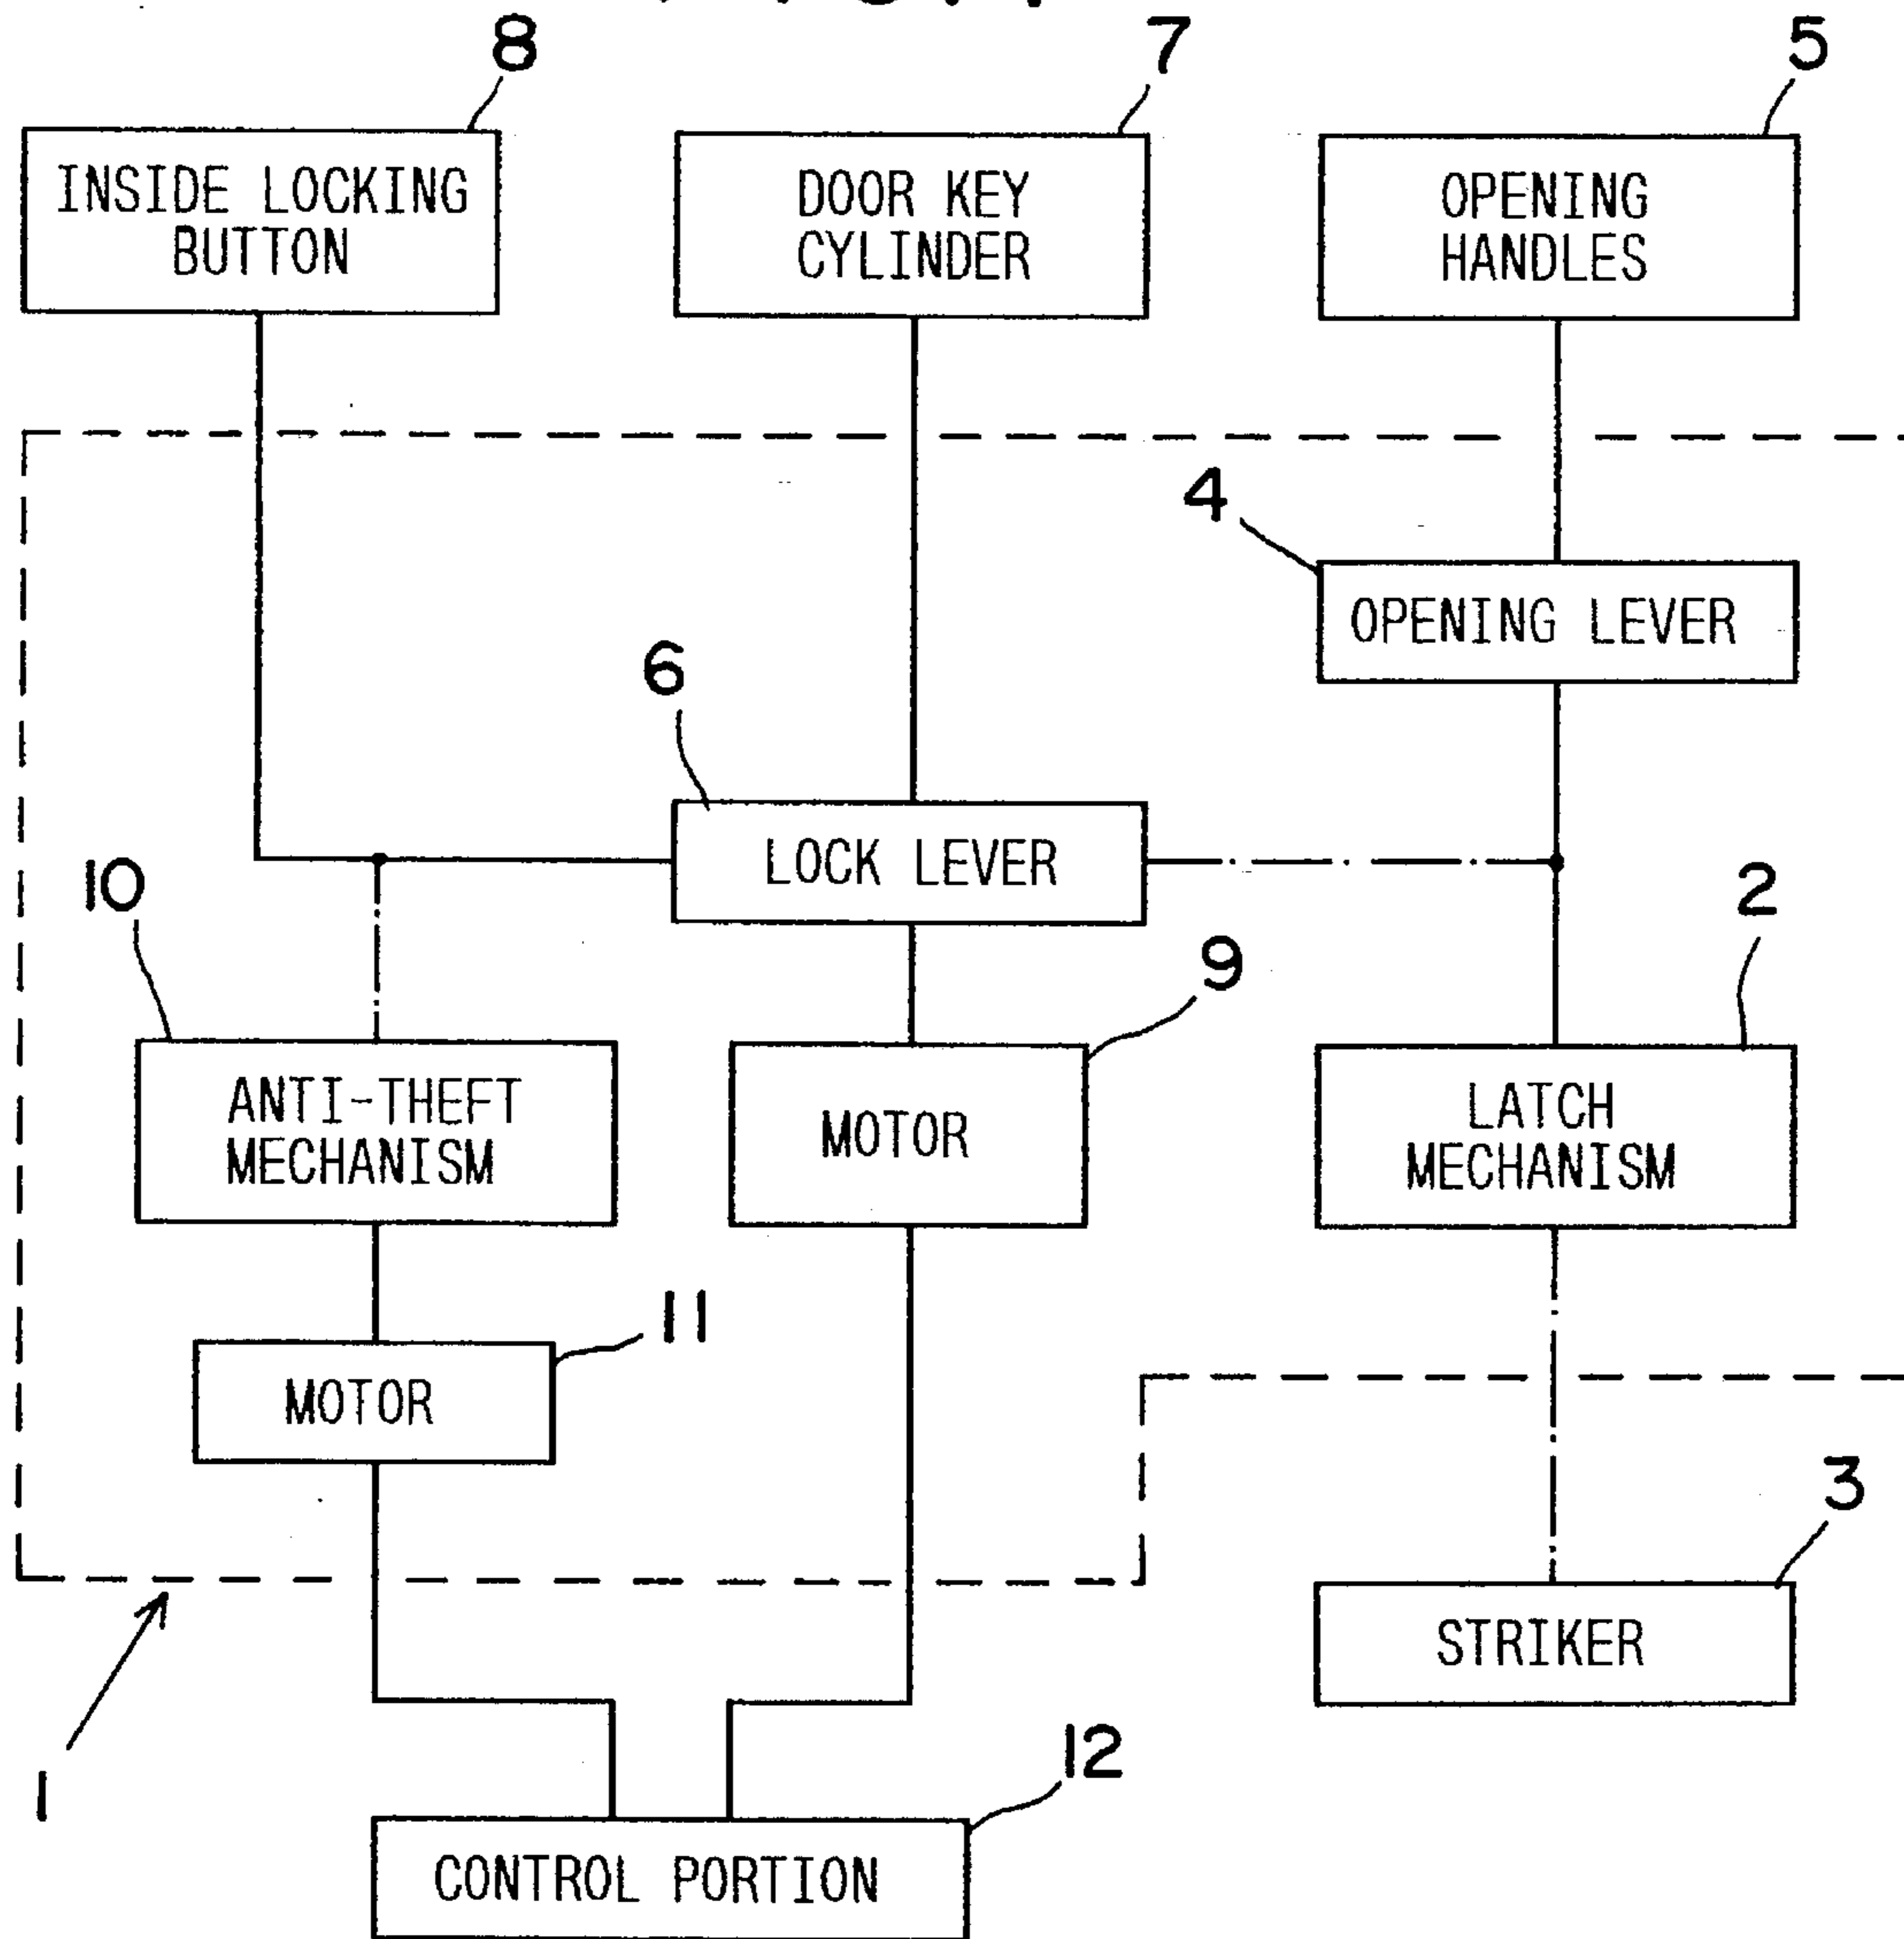 8
7
5
INSIDE LOCKING
BUTTON
DOOR KEY
CYLINDER
OPENING
HANDLES
4
OPENING LEVER
6
LOCK LEVER
10
2
9
ANTI-THEFT
MECHANISM
MOTOR
LATCH
MECHANISM
11
MOTOR
3
STRIKER
1
12
CONTROL PORTION